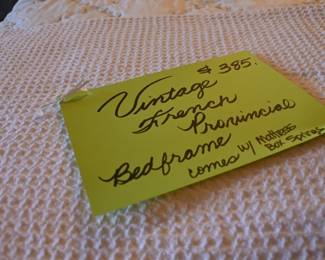 $385.
Vintage
French
Provincial
Bedframe
comes w/ Mattress
Box Spring